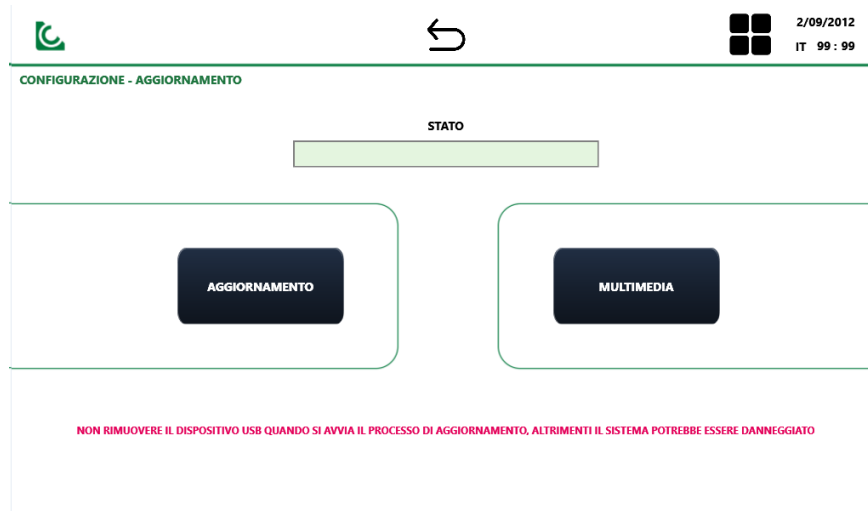 2/09/2012
IT 99 : 99
CONFIGURAZIONE - AGGIORNAMENTO
STATO
AGGIORNAMENTO
MULTIMEDIA
NON RIMUOVERE IL DISPOSITIVO USB QUANDO SI AVVIA IL PROCESSO DI AGGIORNAMENTO, ALTRIMENTI IL SISTEMA POTREBBE ESSERE DANNEGGIATO